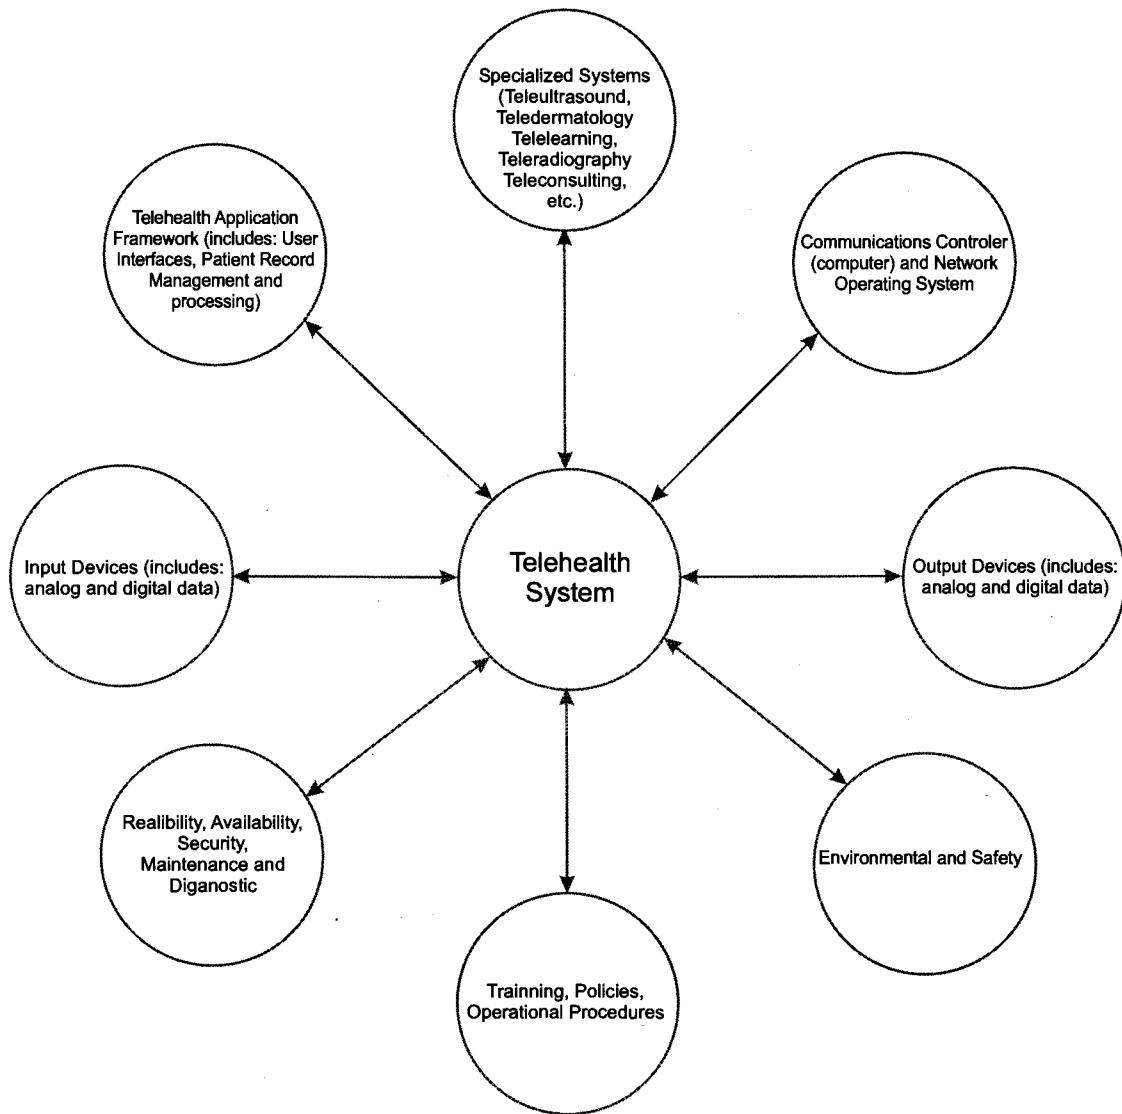 Specialized Systems
(Teleultrasound,
Teledermatology
Telelearning,
Teleradiography
Teleconsulting,
etc.)
Telehealth Application
Framework (includes: User
Interfaces, Patient Record
Management and
processing)
Communications Controler
(computer) and Network
Operating System
Input Devices (includes:
analog and digital data)
Telehealth
System
Output Devices (includes:
analog and digital data)
Realibility, Availability,
Security,
Maintenance and
Diganostic
Environmental and Safety
Trainning, Policies,
Operational Procedures